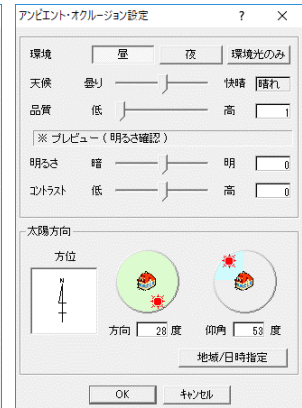 アンビエント・オクルージョン設定 ? ×
環境 昼 夜 環境光のみ
天候 曇り 快晴 晴れ
品質 低 高 1
※ プレビュー(明るさ確認)
明るさ 暗 明 0
コントラスト 低 高 0
太陽方向
方位
N
方向 28 度 仰角 53 度
地域/日時指定
OK キャンセル